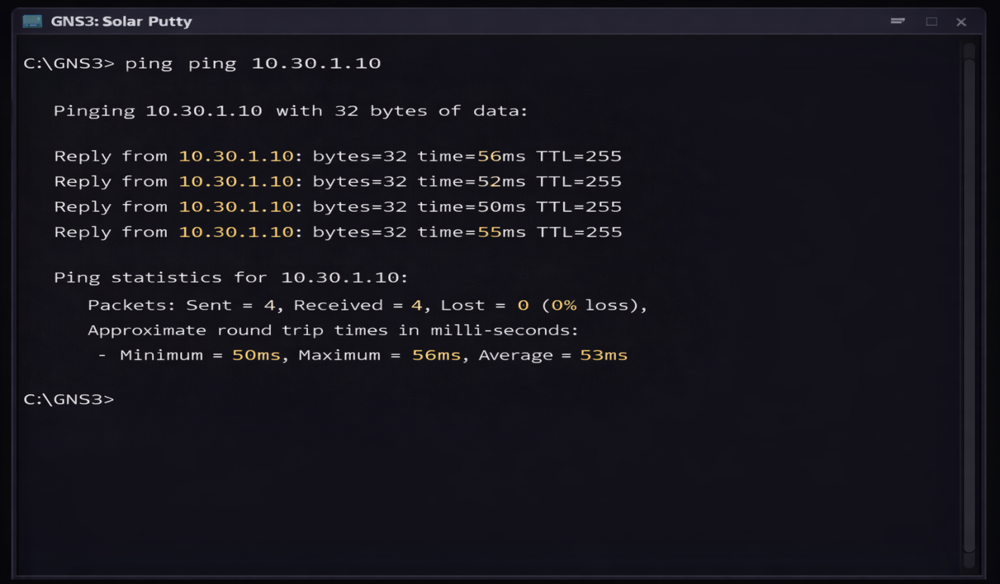 GNS3: Solar Putty
C:\GNS3> ping ping 10.30.1.10
Pinging 10.30.1.10 with 32 bytes of data:
Reply from 10.30.1.10: bytes=32 time=56ms TTL=255
Reply from 10.30.1.10: bytes=32 time=52ms TTL=255
Reply from 10.30.1.10: bytes=32 time=50ms TTL=255
Reply from 10.30.1.10: bytes=32 time=55ms TTL=255
Ping statistics for 10.30.1.10:
Packets: Sent = 4, Received = 4, Lost = 0 (0% loss),
Approximate round trip times in milli-seconds:
- Minimum = 50ms, Maximum = 56ms, Average = 53ms
C:\GNS3>